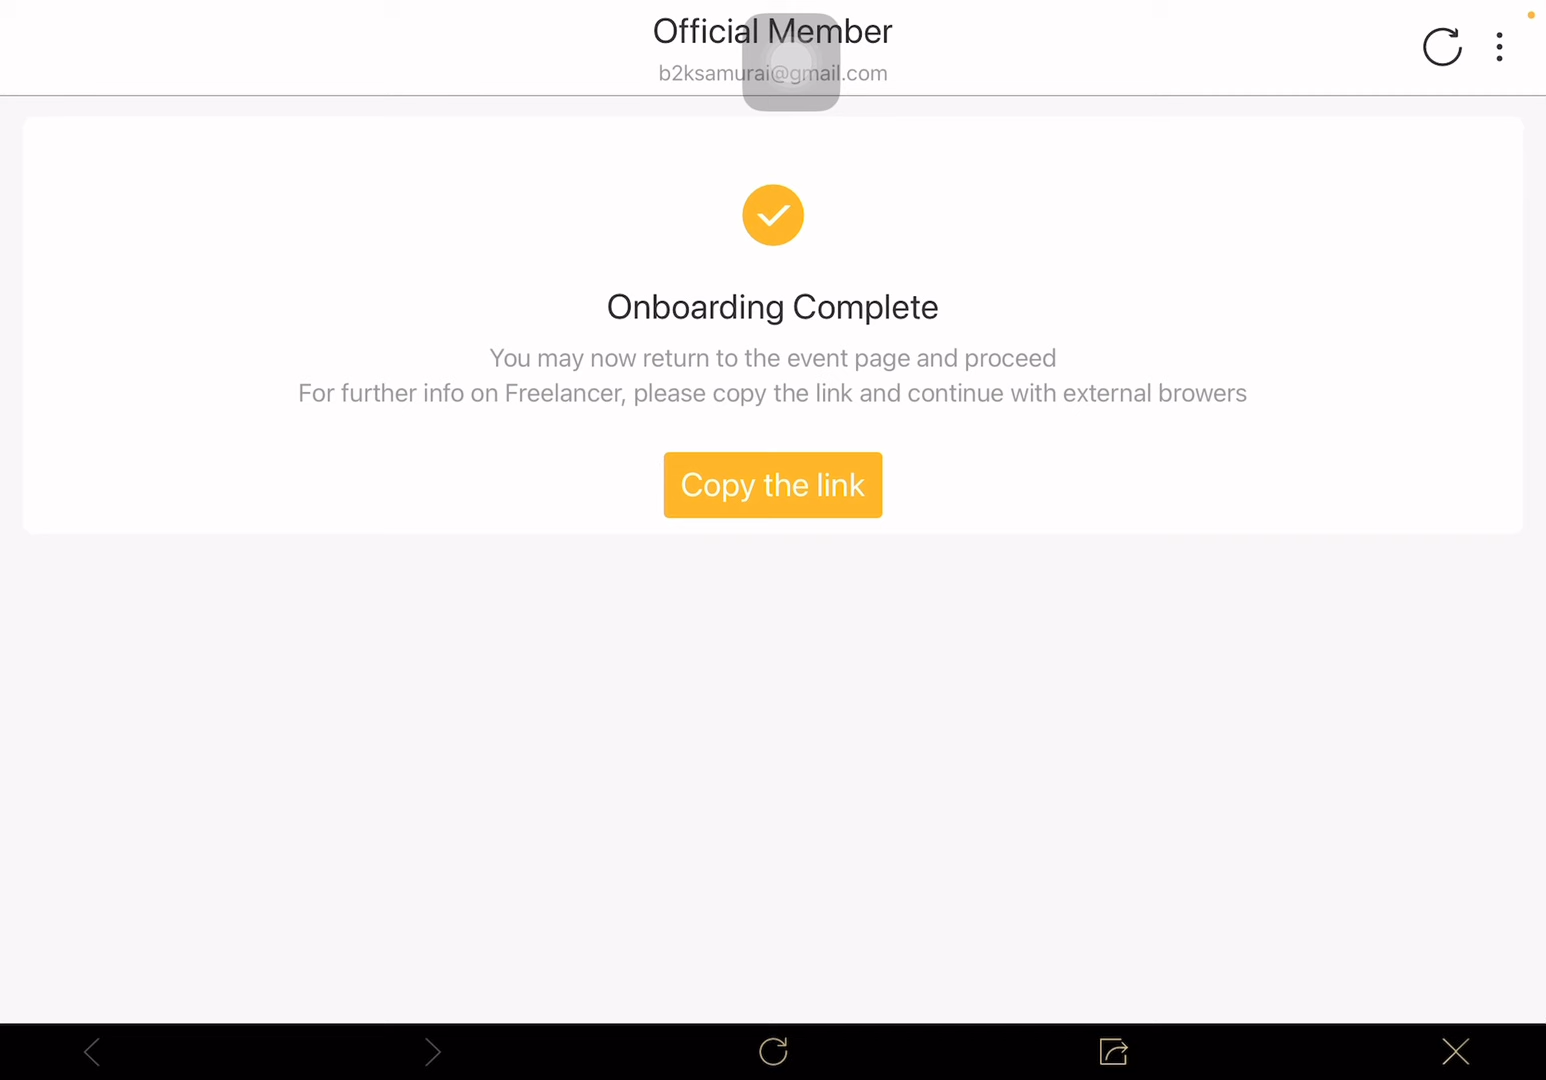 Official Member
b2ksamurai@gmail.com
Onboarding Complete
You may now return to the event page and proceed
For further info on Freelancer, please copy the link and continue with external browers
Copy the link